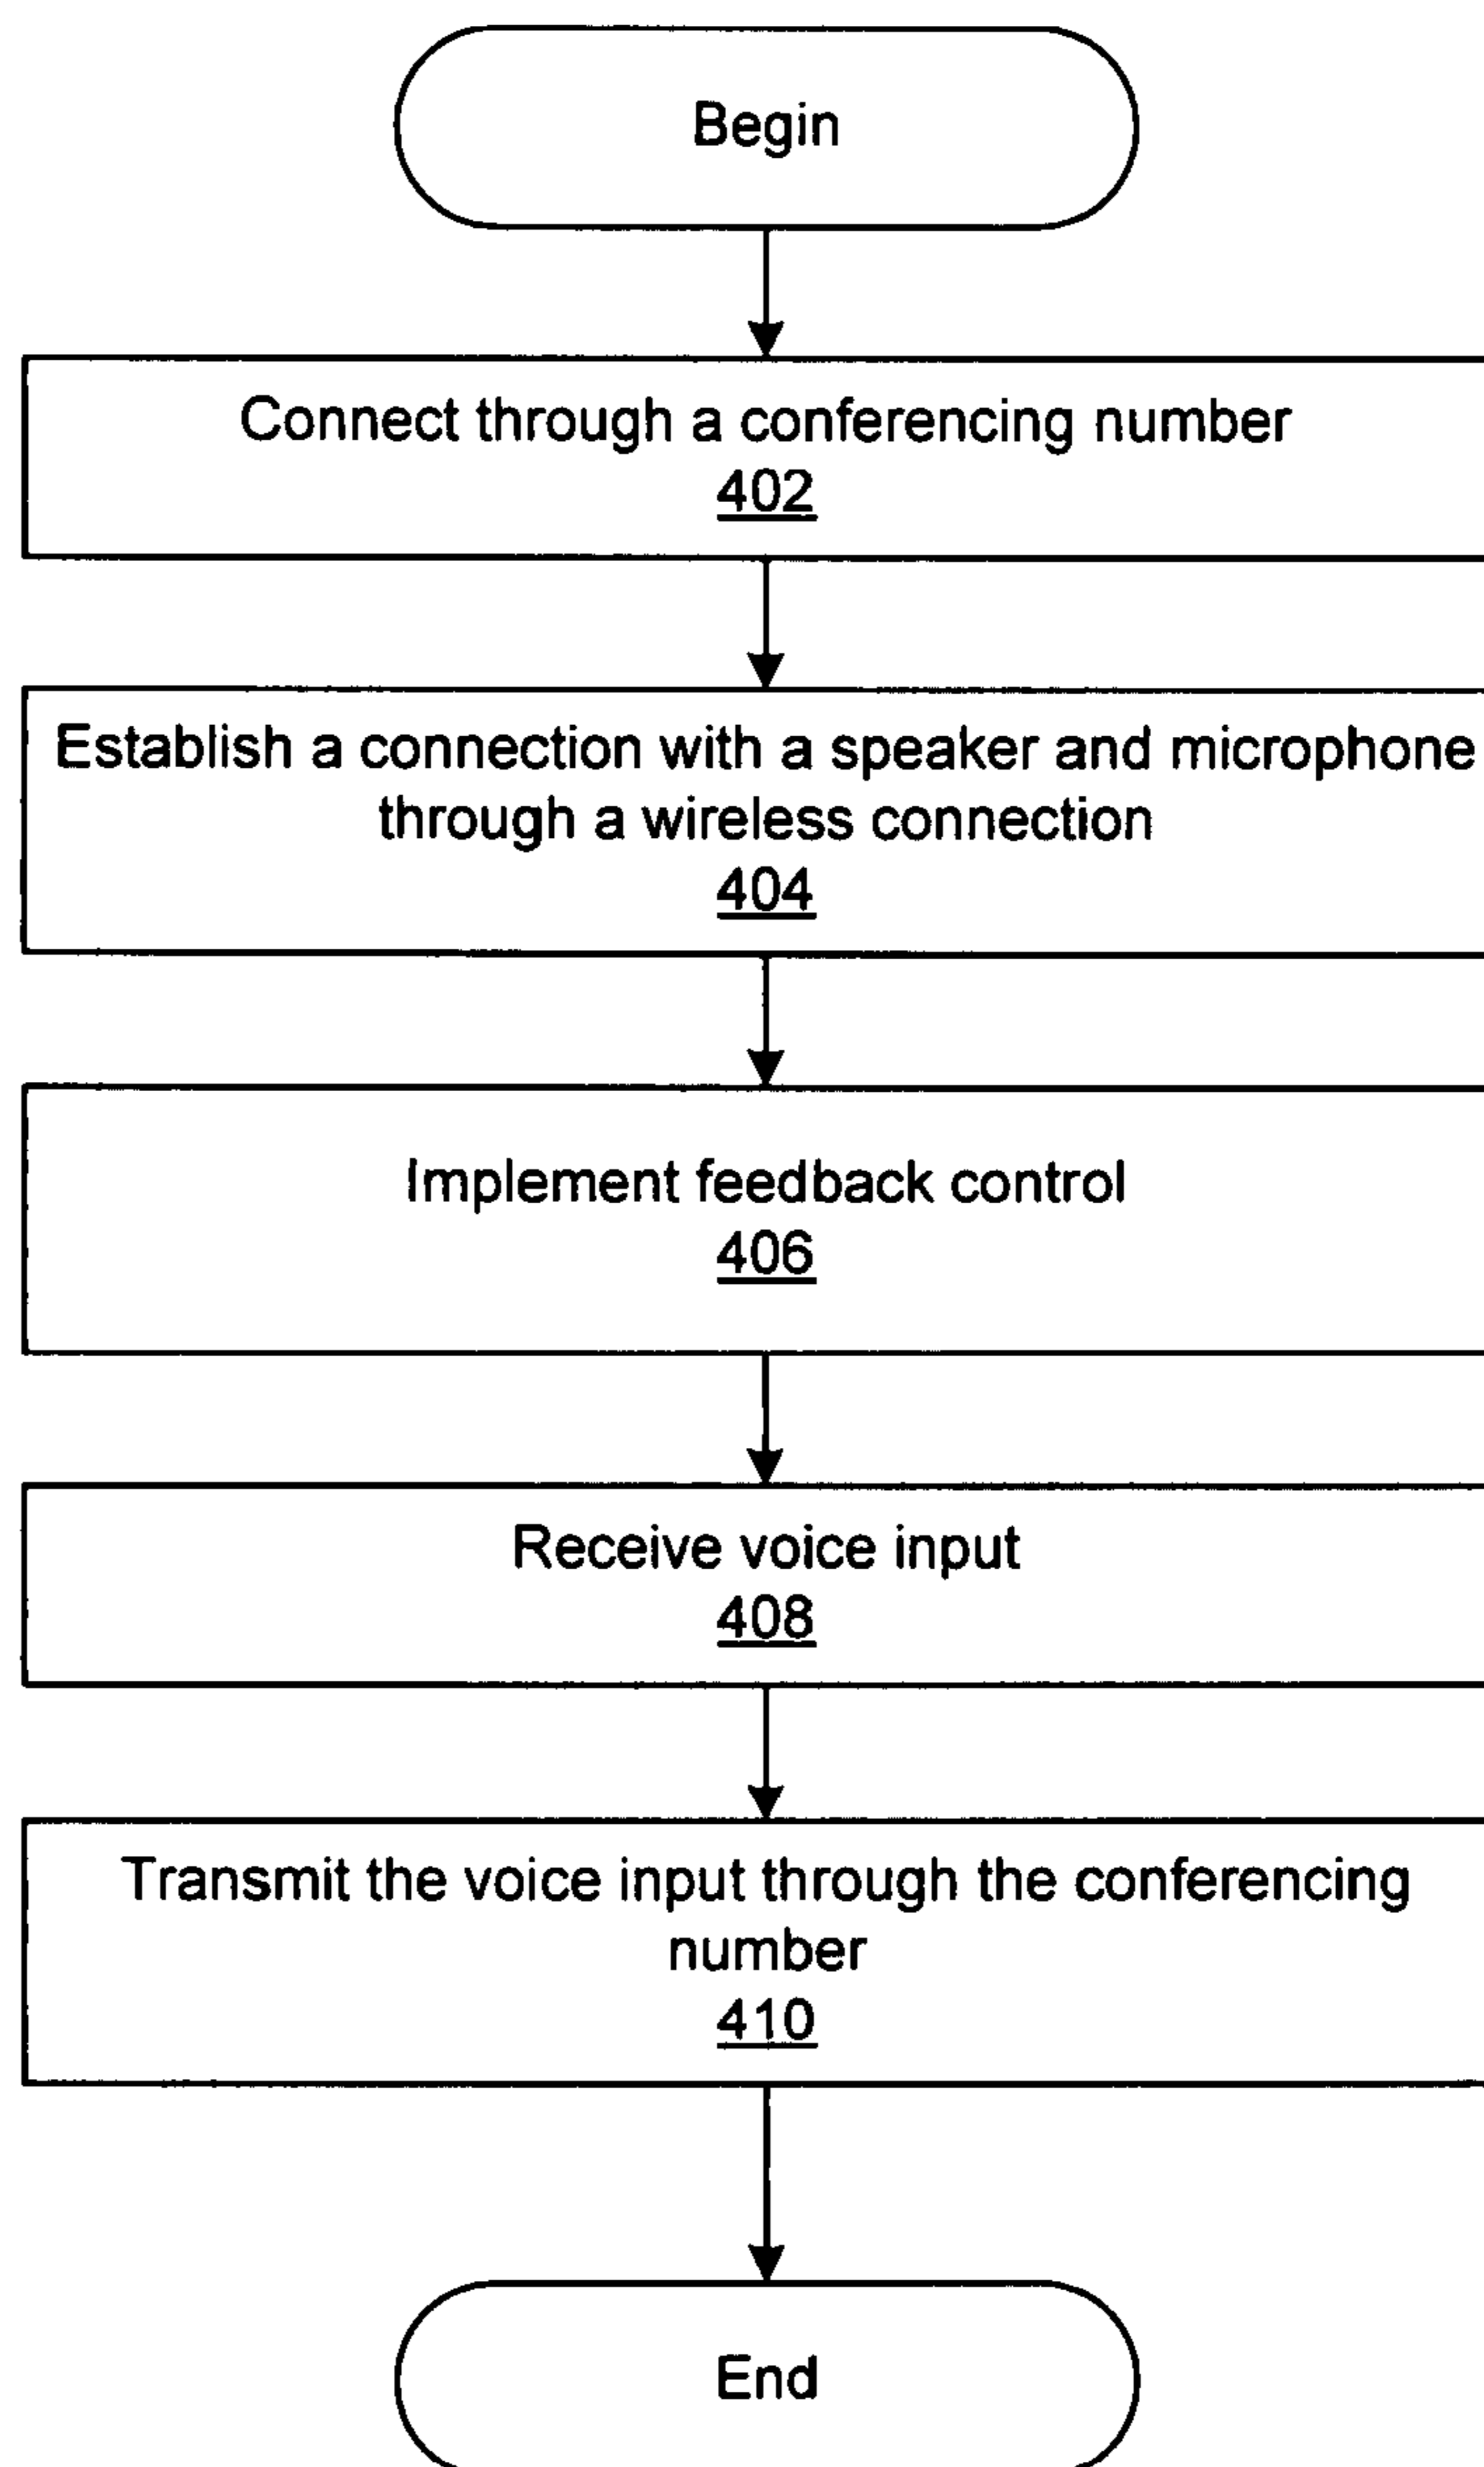 Begin
Connect through a conferencing number
402
Establish a connection with a speaker and microphone
through a wireless connection
404
Implement feedback control
406
Receive voice input
408
Transmit the voice input through the conferencing
number
410
End